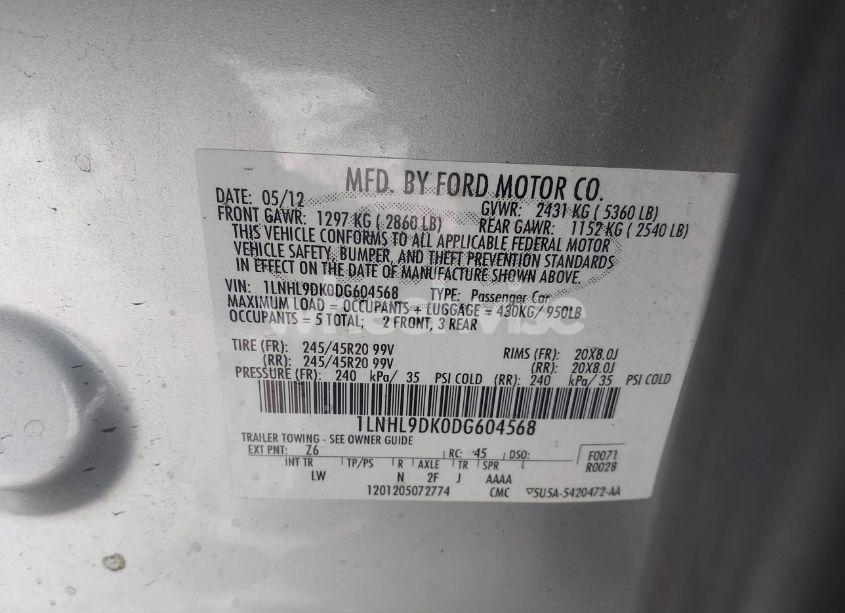 MFD. BY FORD MOTOR CO.
DATE: 05/12 GVWR: 2431 KG ( 5360 LB)
FRONT GAWR: 1297 KG ( 2860 LB) REAR GAWR: 1152 KG ( 2540 LB)
THIS VEHICLE CONFORMS TO ALL APPLICABLE FEDERAL MOTOR
VEHICLE SAFETY, BUMPER, AND THEFT PREVENTION STANDARDS
IN EFFECT ON THE DATE OF MANUFACTURE SHOWN ABOVE.
VIN: 1LNHL9DK0DG604568 TYPE: Passenger Car
MAXIMUM LOAD = OCCUPANTS + LUGGAGE = 430KG/ 950LB
OCCUPANTS = 5 TOTAL; 2 FRONT, 3 REAR
TIRE (FR): 245/45R20 99V RIMS (FR): 20X8.0J
(RR): 245/45R20 99V (RR): 20X8.0J
PRESSURE (FR): 240 kPa/ 35 PSI COLD (RR): 240 kPa/ 35 PSI COLD
1LNHL9DK0DG604568
TRAILER TOWING - SEE OWNER GUIDE
EXT PNT: Z6 RC: 45 DSO: F0071
R0028
INT TR TP/PS R AXLE TR SPR
LW N 2F J AAAA
1201205072774 CMC 5U5A-5420472-AA